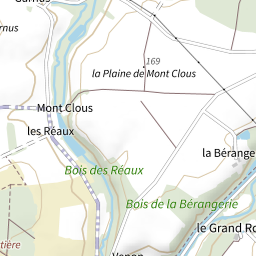 169
la Plaine de Mont Clous
Mont Clous
les Réaux
la Bérange
Bois des Réaux
Bois de la Bérangerie
le Grand Ro